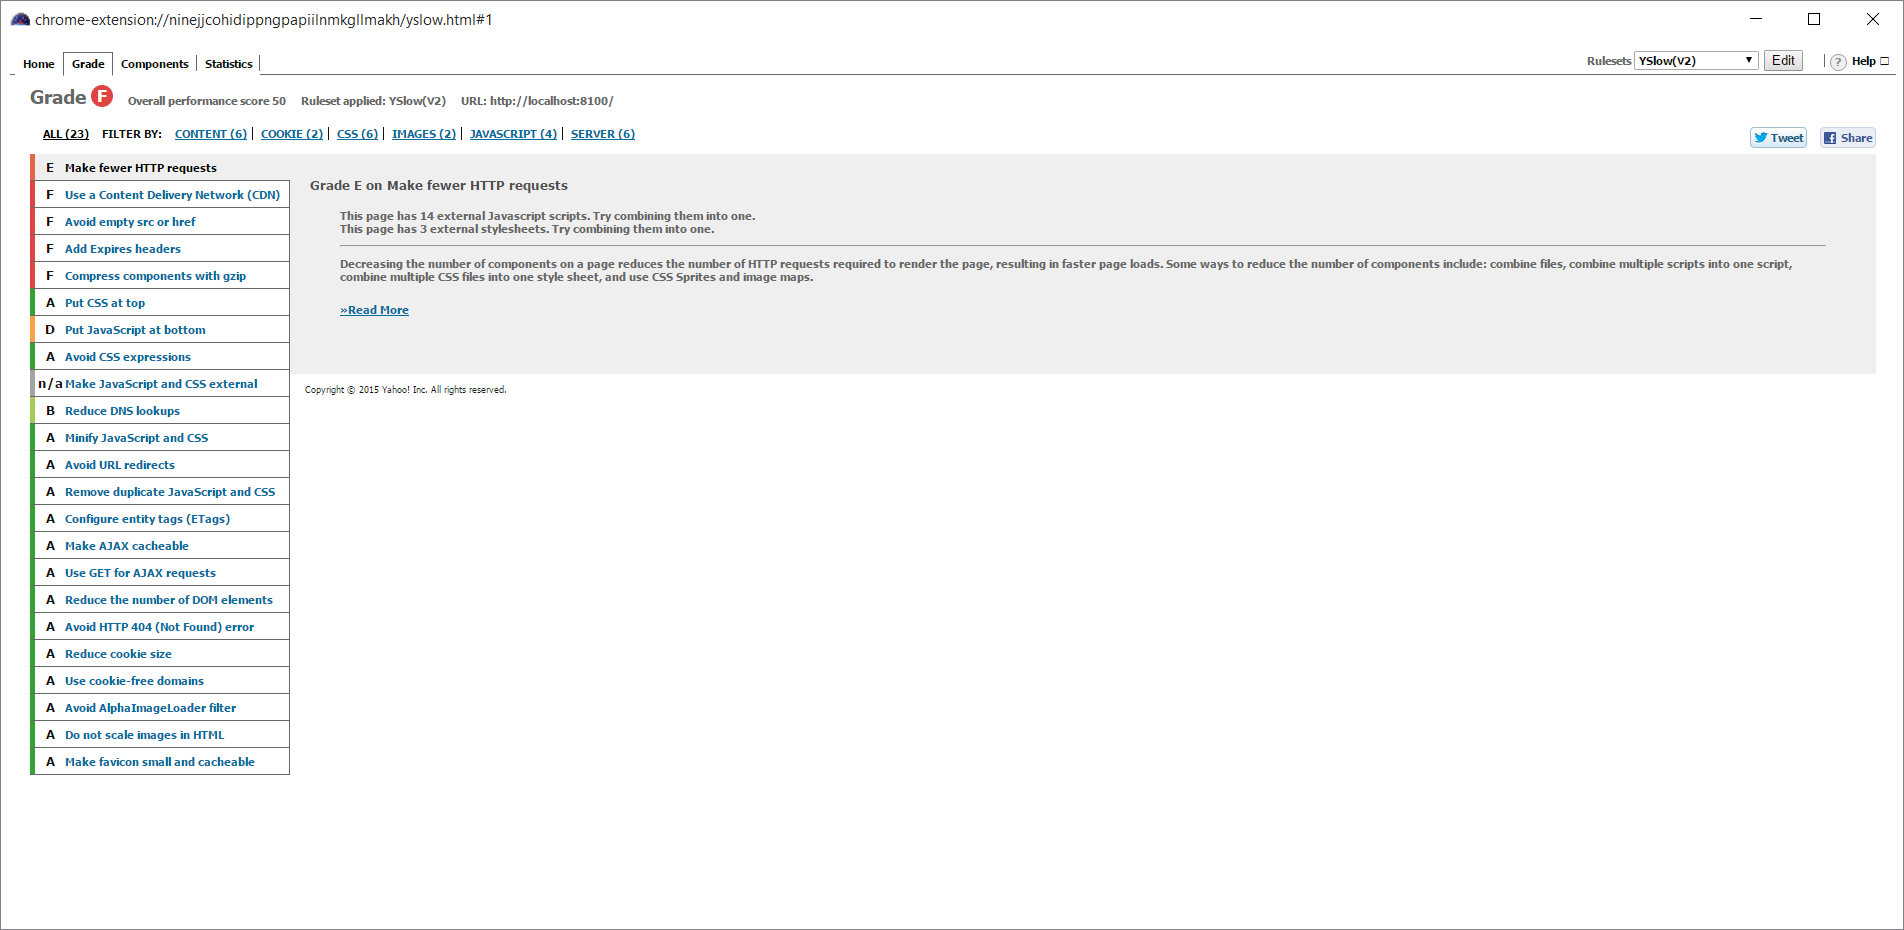 chrome-extension://ninejjcohidippngpapiilnmkgllmakh/yslow.html#1
Home Grade Components Statistics Rulesets YSlow(V2) Edit ? Help
Grade F Overall performance score 50 Ruleset applied: YSlow(V2) URL: http://localhost:8100/
ALL (23) FILTER BY: CONTENT (6) COOKIE (2) CSS (6) IMAGES (2) JAVASCRIPT (4) SERVER (6)
Tweet Share
E Make fewer HTTP requests
F Use a Content Delivery Network (CDN)
F Avoid empty src or href
F Add Expires headers
F Compress components with gzip
A Put CSS at top
D Put JavaScript at bottom
A Avoid CSS expressions
n/a Make JavaScript and CSS external
B Reduce DNS lookups
A Minify JavaScript and CSS
A Avoid URL redirects
A Remove duplicate JavaScript and CSS
A Configure entity tags (ETags)
A Make AJAX cacheable
A Use GET for AJAX requests
A Reduce the number of DOM elements
A Avoid HTTP 404 (Not Found) error
A Reduce cookie size
A Use cookie-free domains
A Avoid AlphaImageLoader filter
A Do not scale images in HTML
A Make favicon small and cacheable
Grade E on Make fewer HTTP requests
This page has 14 external Javascript scripts. Try combining them into one.
This page has 3 external stylesheets. Try combining them into one.
Decreasing the number of components on a page reduces the number of HTTP requests required to render the page, resulting in faster page loads. Some ways to reduce the number of components include: combine files, combine multiple scripts into one script,
combine multiple CSS files into one style sheet, and use CSS Sprites and image maps.
»Read More
Copyright © 2015 Yahoo! Inc. All rights reserved.